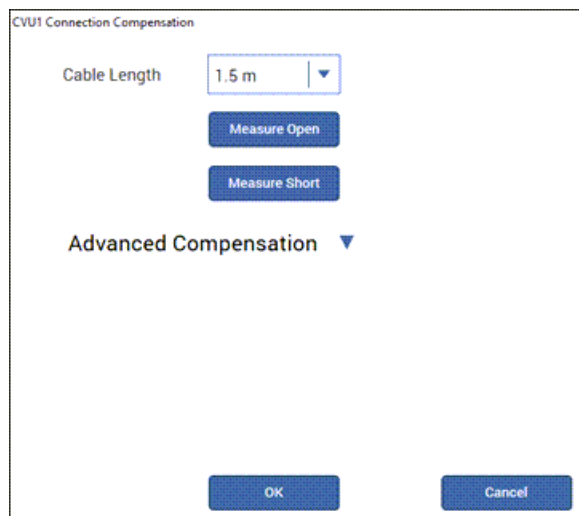 CVU1 Connection Compensation
Cable Length
1.5 m
Measure Open
Measure Short
Advanced Compensation
OK
Cancel